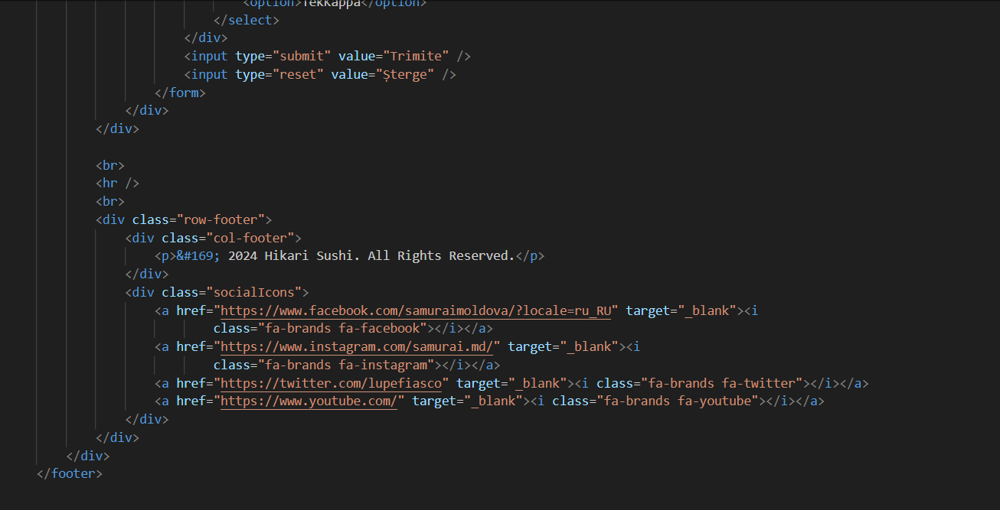 <option>Tekkappa</option>
</select>
</div>
<input type="submit" value="Trimite" />
<input type="reset" value="Șterge" />
</form>
</div>
</div>
<br>
<hr />
<br>
<div class="row-footer">
<div class="col-footer">
<p>&#169; 2024 Hikari Sushi. All Rights Reserved.</p>
</div>
<div class="socialIcons">
<a href="https://www.facebook.com/samuraimoldova/?locale=ru_RU" target="_blank"><i
class="fa-brands fa-facebook"></i></a>
<a href="https://www.instagram.com/samurai.md/" target="_blank"><i
class="fa-brands fa-instagram"></i></a>
<a href="https://twitter.com/lupefiasco" target="_blank"><i class="fa-brands fa-twitter"></i></a>
<a href="https://www.youtube.com/" target="_blank"><i class="fa-brands fa-youtube"></i></a>
</div>
</div>
</div>
</footer>